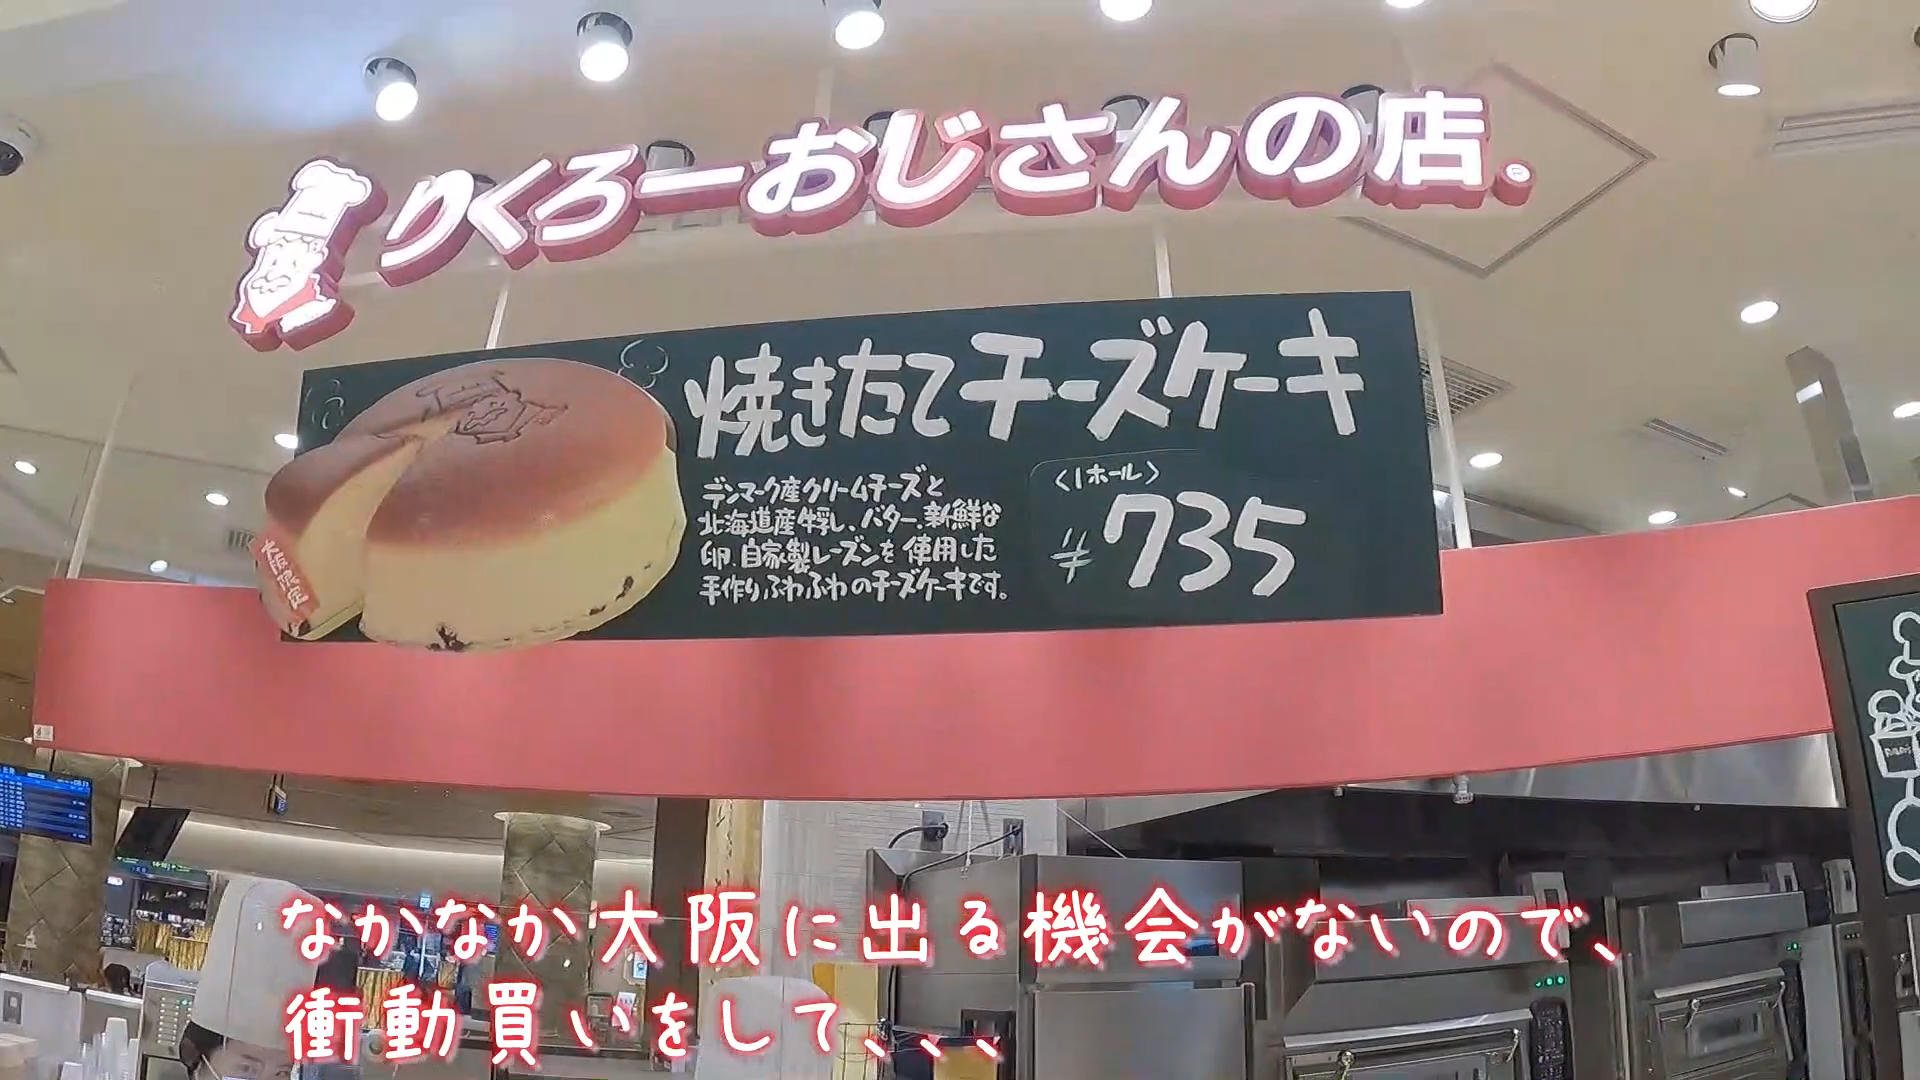 りくろーおじさんの店.
焼きたてチーズケーキ
デンマーク産クリームチーズと
北海道産牛乳、バター、新鮮な
卵、自家製レーズンを使用した
手作りふわふわのチーズケーキです。
〈1ホール〉
¥735
なかなか大阪に出る機会がないので、
衝動買いをして、、、